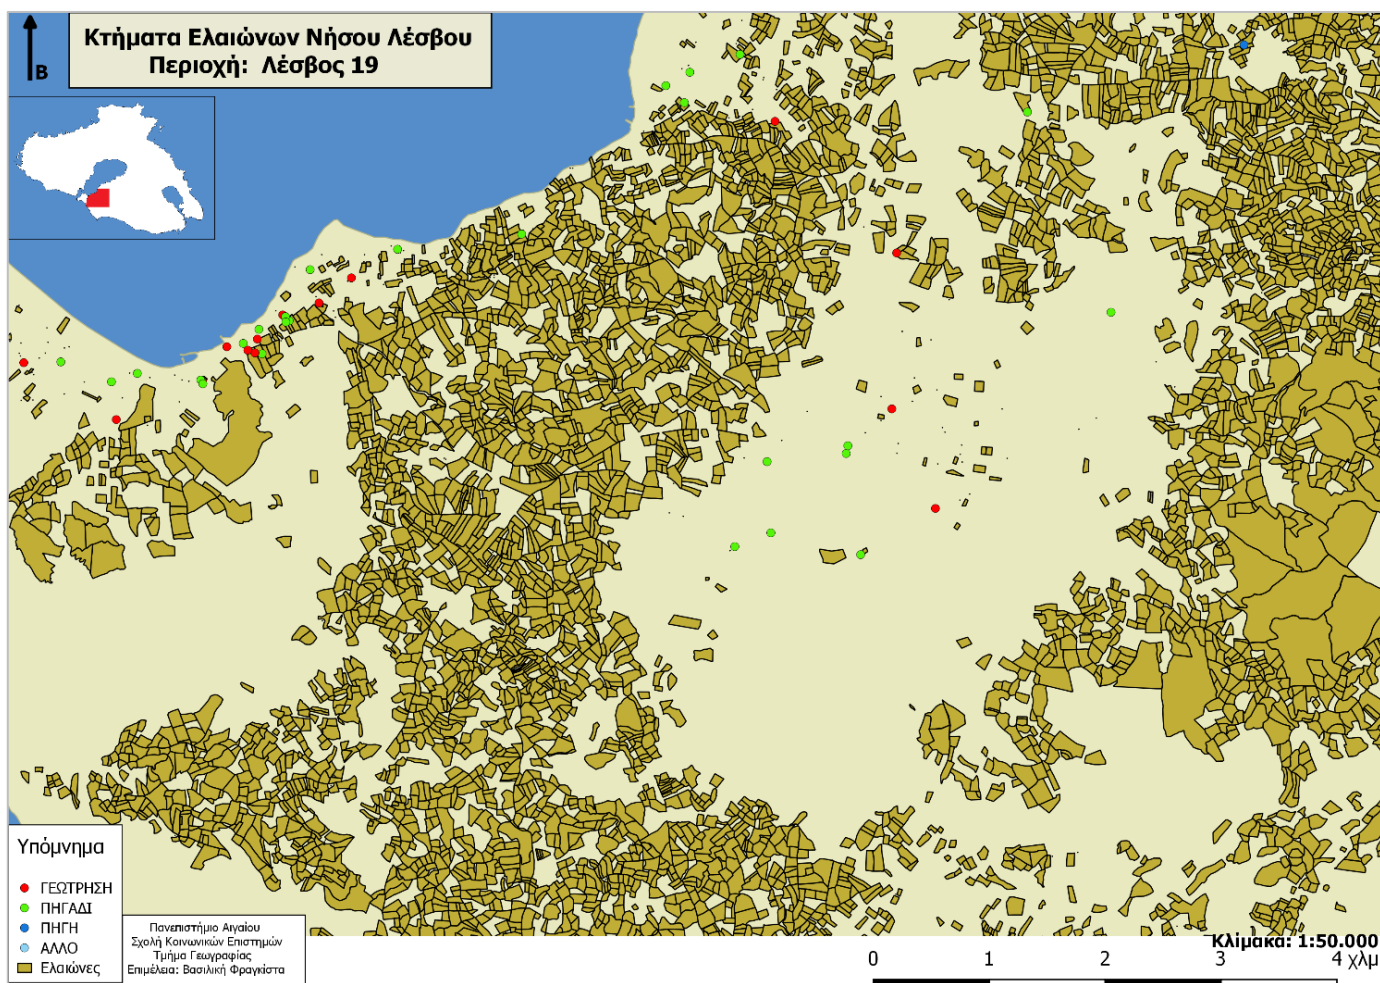 Κτήματα Ελαιώνων Νήσου Λέσβου
Περιοχή: Λέσβος 19
Β
Υπόμνημα
ΓΕΩΤΡΗΣΗ
ΠΗΓΑΔΙ
ΠΗΓΗ
ΑΛΛΟ
Ελαιώνες
Πανεπιστήμιο Αιγαίου
Σχολή Κοινωνικών Επιστημών
Τμήμα Γεωγραφίας
Επιμέλεια: Βασιλική Φραγκίστα
Κλίμακα: 1:50.000
0 1 2 3 4 χλμ